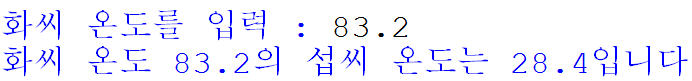 화씨 온도를 입력 : 83.2
화씨 온도 83.2의 섭씨 온도는 28.4입니다